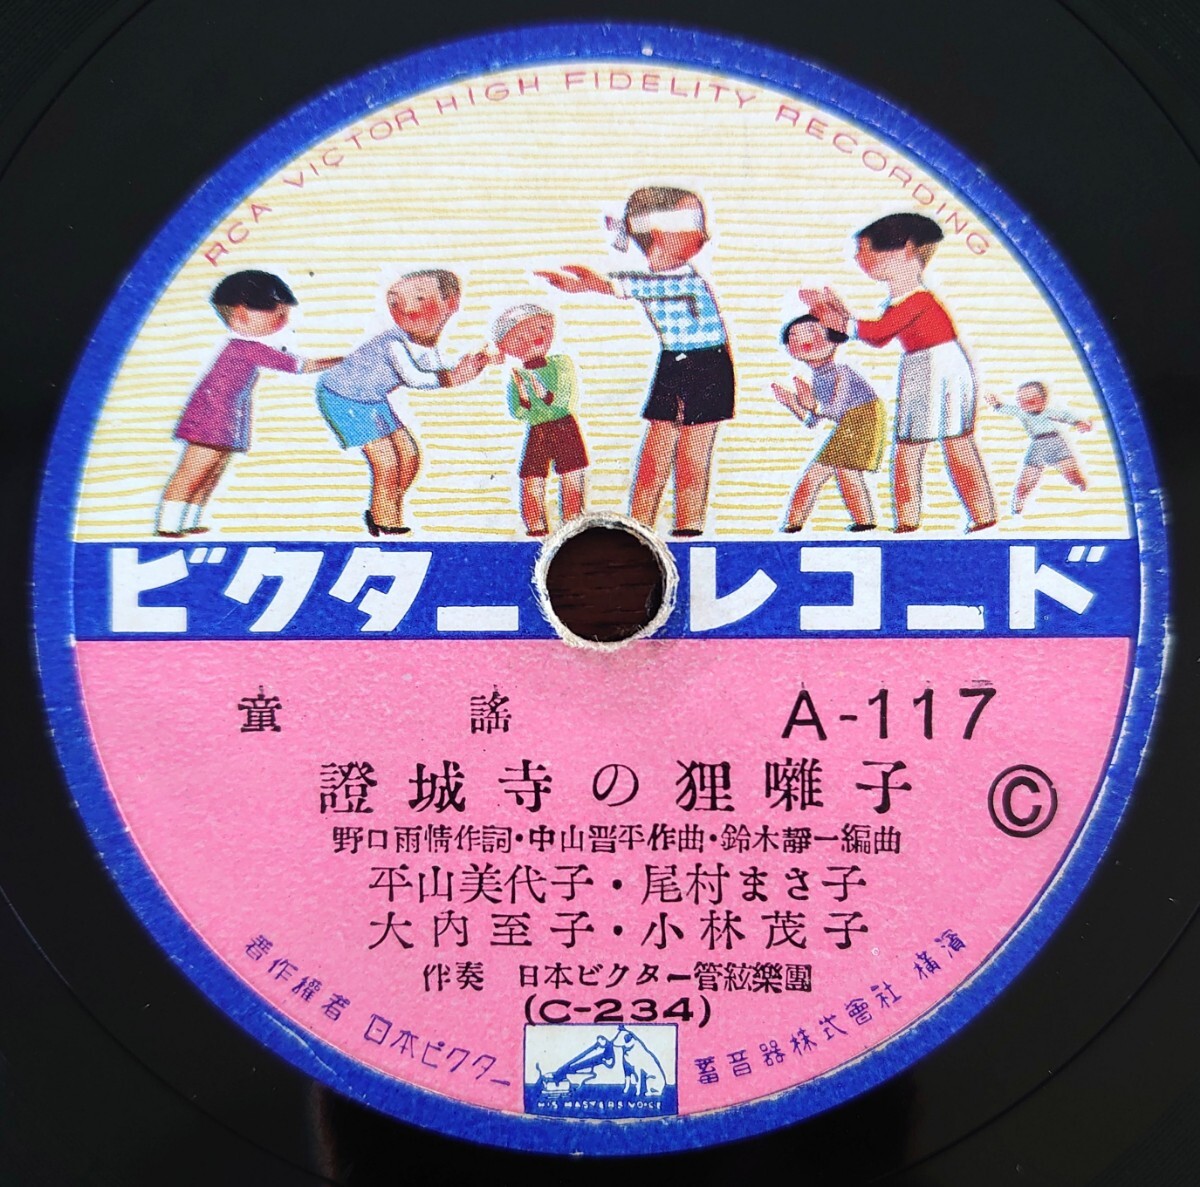 RCA VICTOR HIGH FIDELITY RECORDING
ビクターレコード
童謠 A-117
證城寺の狸囃子
Ⓒ
野口雨情作詞・中山晋平作曲・鈴木靜一編曲
平山美代子・尾村まさ子
大内至子・小林茂子
伴奏 日本ビクター管絃樂團
(C-234)
著作權者 日本ビクター蓄音器株式會社 橫濱
HIS MASTERS VOICE